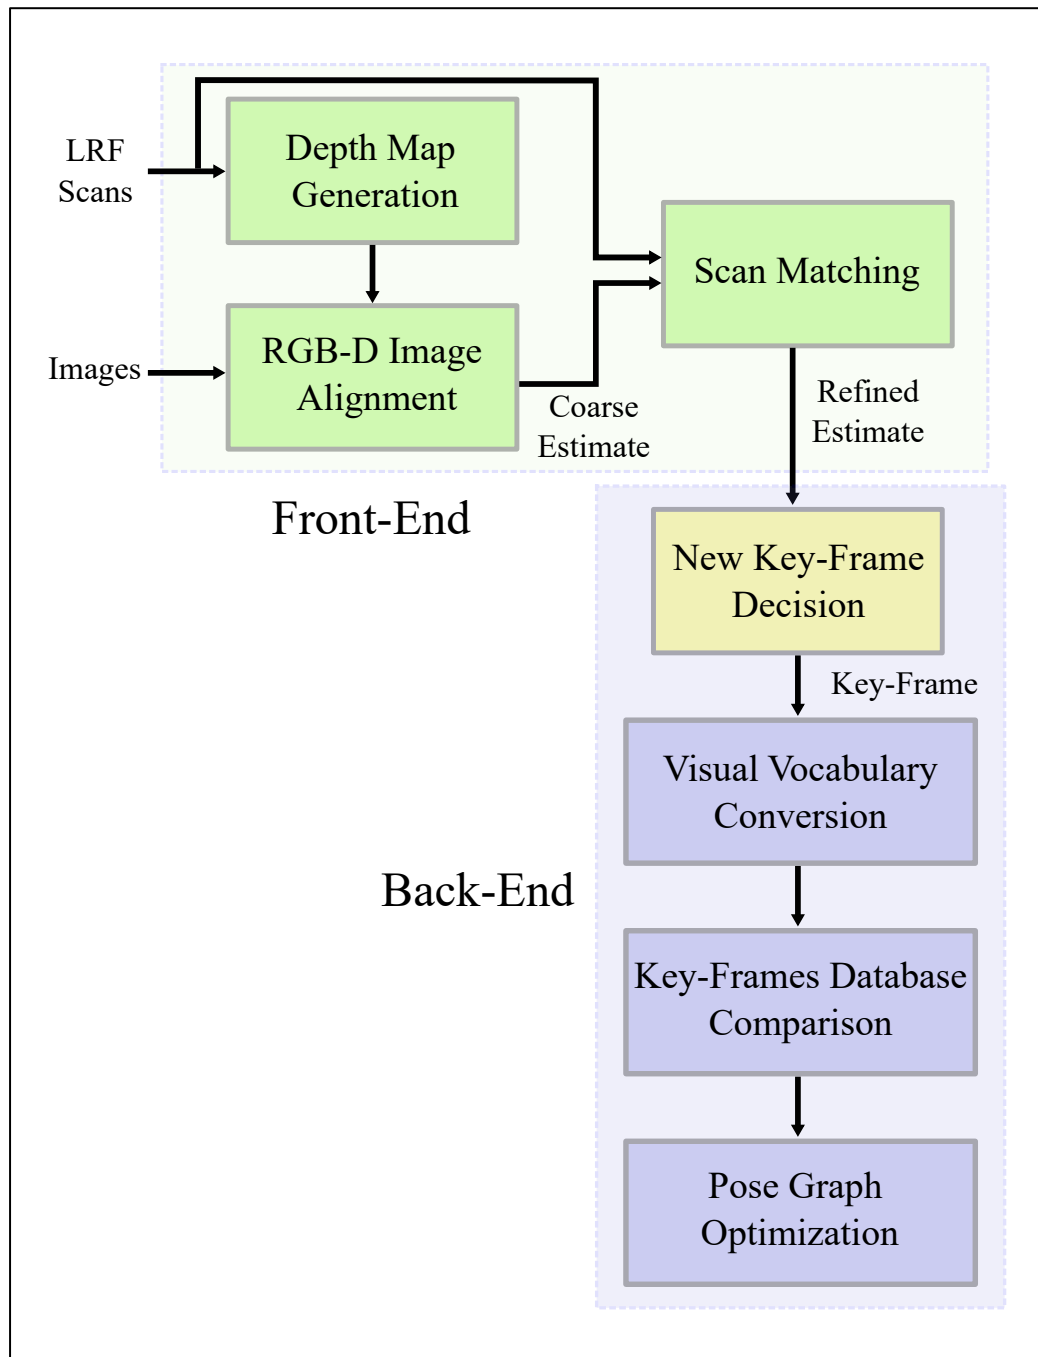 LRF
Scans
Depth Map
Generation
Scan Matching
Images
RGB-D Image
Alignment
Coarse
Estimate
Refined
Estimate
Front-End
New Key-Frame
Decision
Key-Frame
Visual Vocabulary
Conversion
Back-End
Key-Frames Database
Comparison
Pose Graph
Optimization